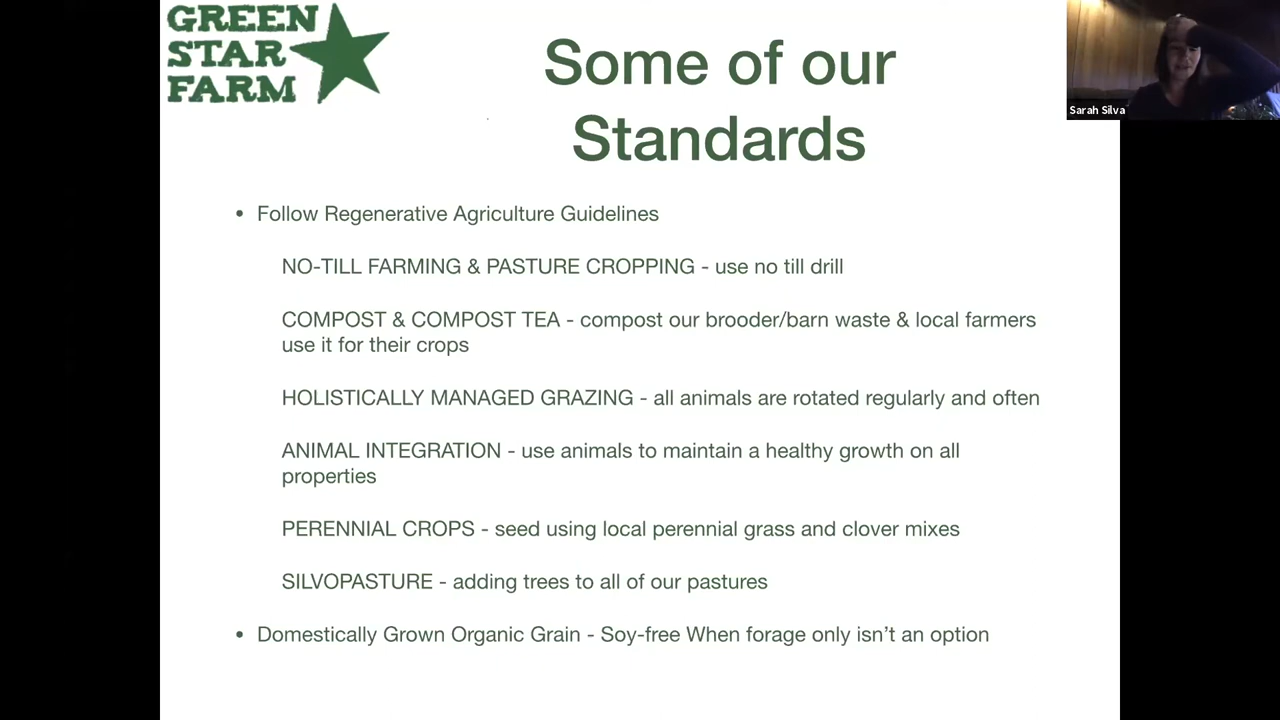 GREEN
STAR
FARM
Some of our
Standards
Sarah Silva
• Follow Regenerative Agriculture Guidelines
NO-TILL FARMING & PASTURE CROPPING - use no till drill
COMPOST & COMPOST TEA - compost our brooder/barn waste & local farmers
use it for their crops
HOLISTICALLY MANAGED GRAZING - all animals are rotated regularly and often
ANIMAL INTEGRATION - use animals to maintain a healthy growth on all
properties
PERENNIAL CROPS - seed using local perennial grass and clover mixes
SILVOPASTURE - adding trees to all of our pastures
• Domestically Grown Organic Grain - Soy-free When forage only isn’t an option